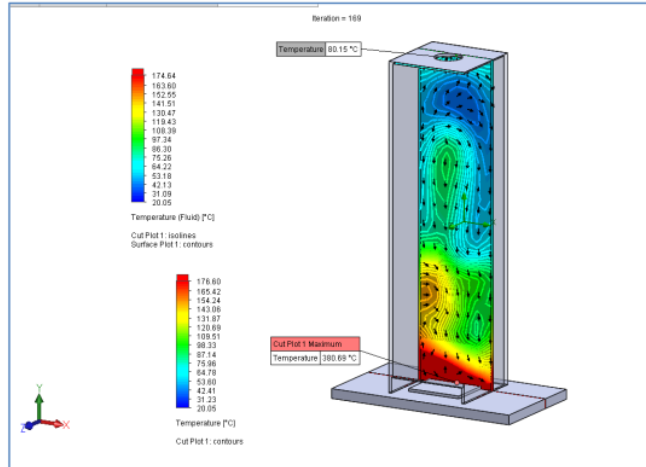 Iteration = 169
Temperature 80.15 °C
174.64
163.60
152.55
141.51
130.47
119.43
108.39
97.34
86.30
75.26
64.22
53.18
42.13
31.09
20.05
Temperature (Fluid) [°C]
Cut Plot 1: isolines
Surface Plot 1: contours
176.60
165.42
154.24
143.06
131.87
120.69
109.51
98.33
87.14
75.96
64.78
53.60
42.41
31.23
20.05
Temperature [°C]
Cut Plot 1: contours
Cut Plot 1 Maximum
Temperature 380.69 °C
Y
Z
X
X